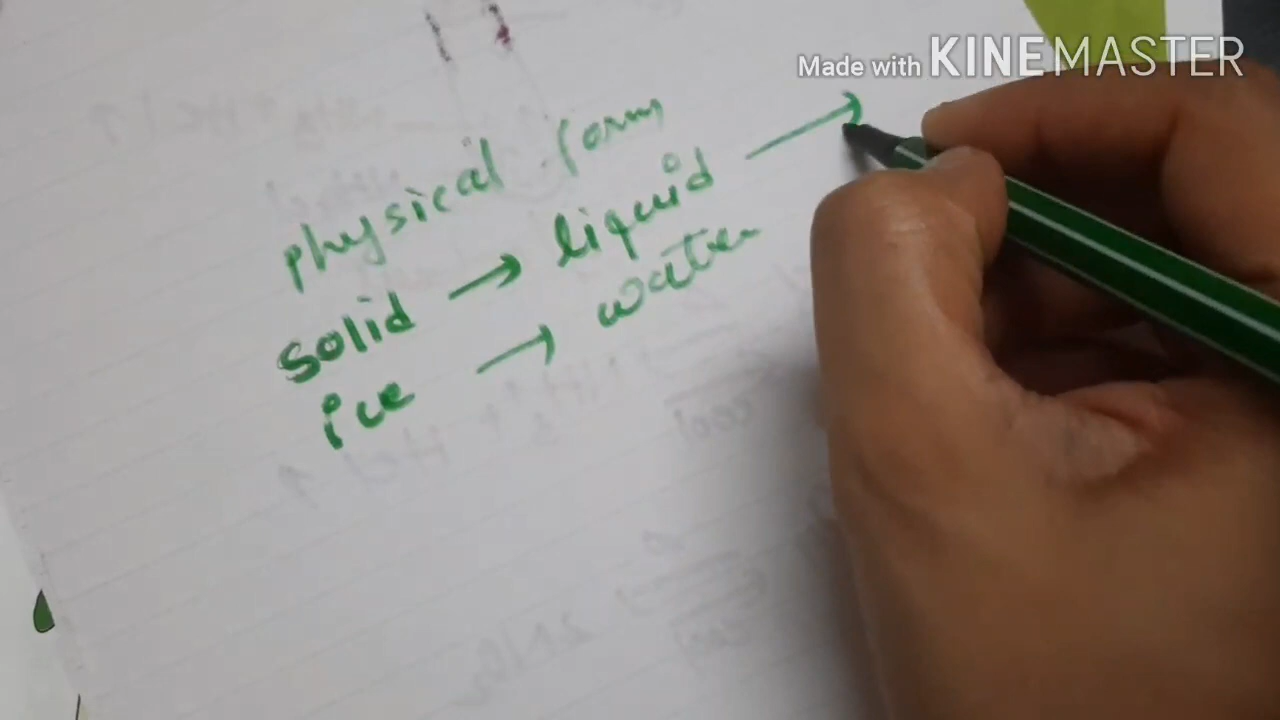 Made with KINEMASTER
physical form
solid → liquid →
ice → water